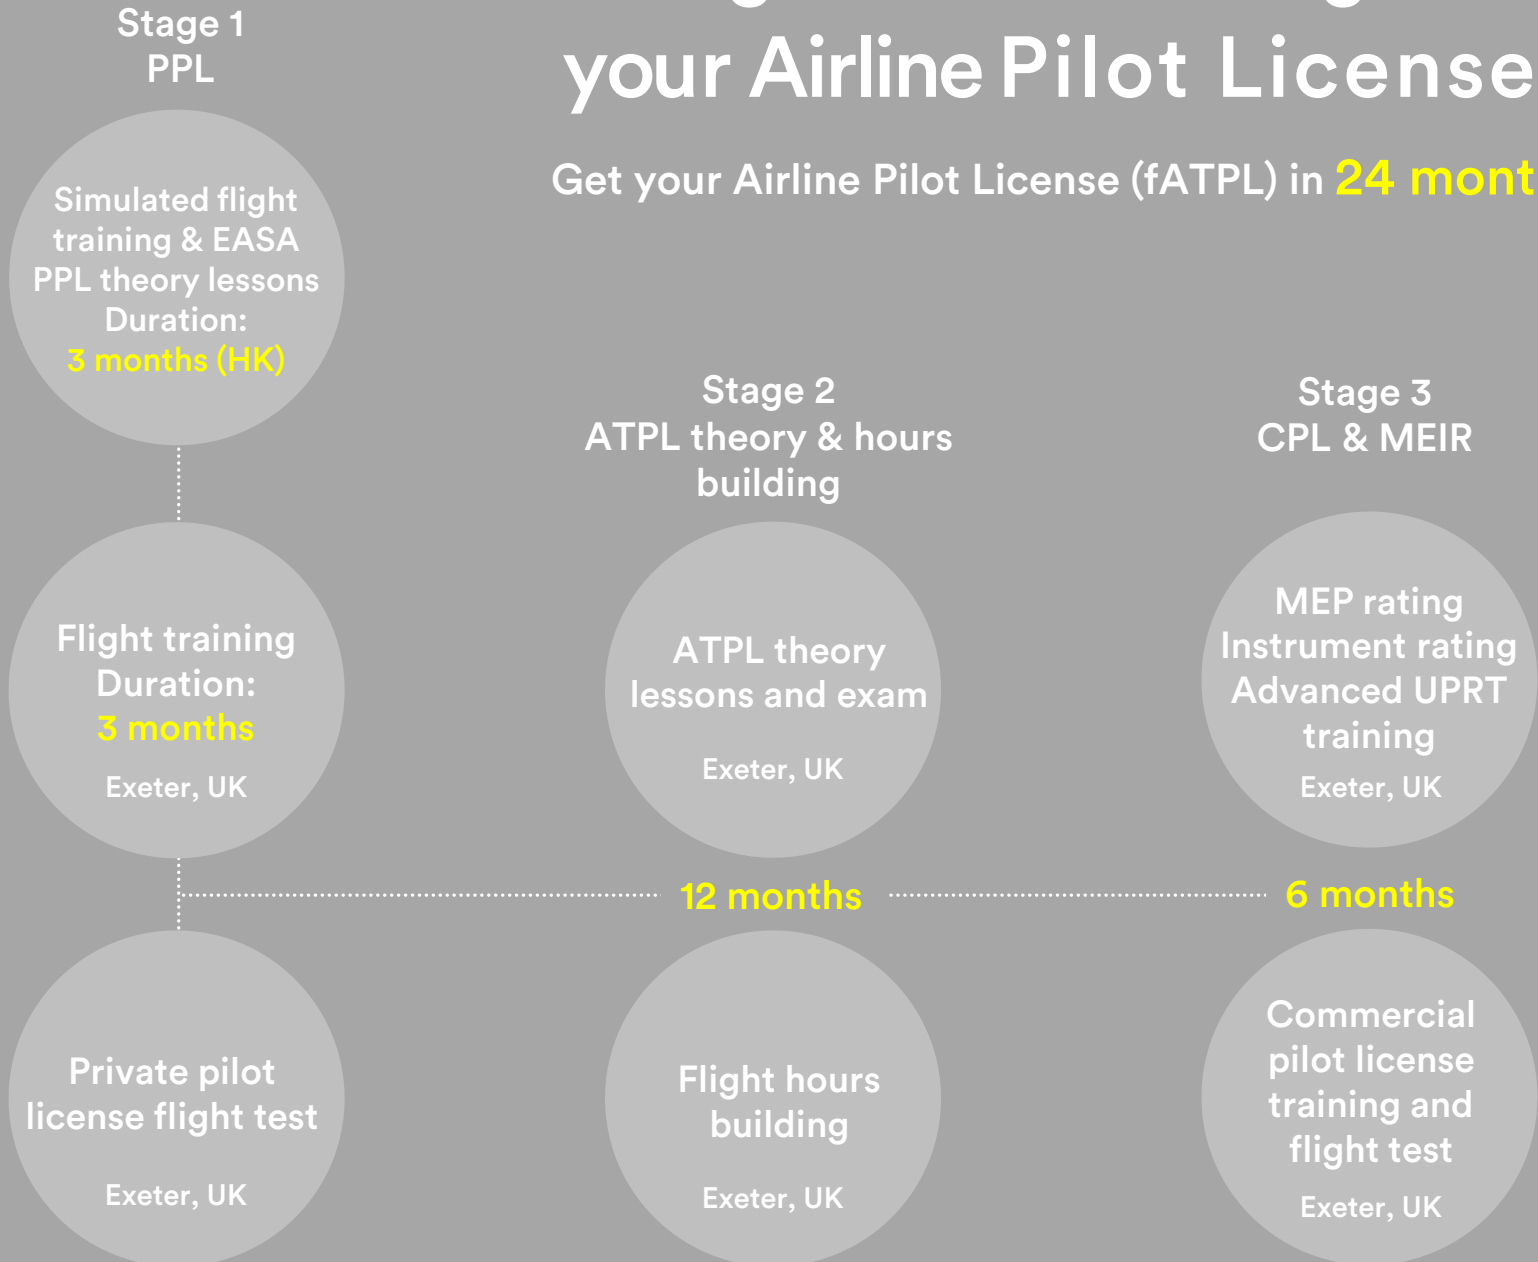 Stage 1
PPL
your Airline Pilot License
Get your Airline Pilot License (fATPL) in 24 mont
Simulated flight
training & EASA
PPL theory lessons
Duration:
3 months (HK)
Flight training
Duration:
3 months
Exeter, UK
Private pilot
license flight test
Exeter, UK
Stage 2
ATPL theory & hours
building
ATPL theory
lessons and exam
Exeter, UK
12 months
Flight hours
building
Exeter, UK
Stage 3
CPL & MEIR
MEP rating
Instrument rating
Advanced UPRT
training
Exeter, UK
6 months
Commercial
pilot license
training and
flight test
Exeter, UK